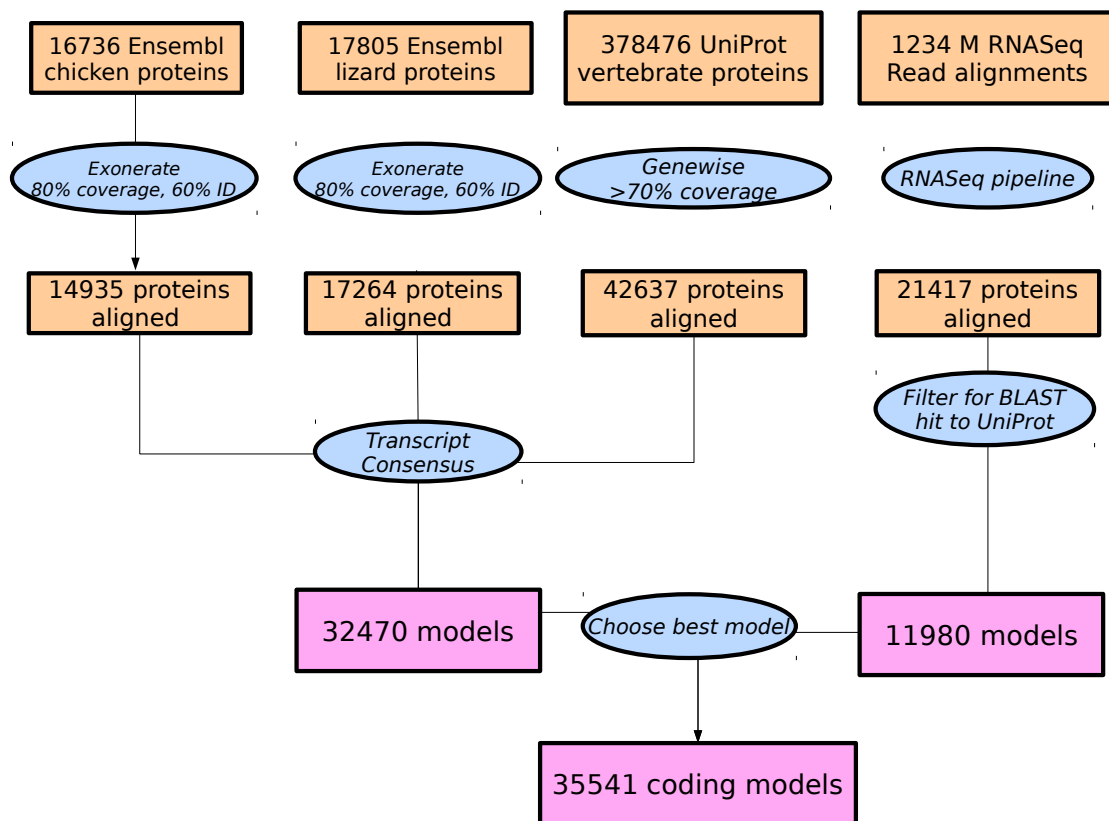 16736 Ensembl
chicken proteins
17805 Ensembl
lizard proteins
378476 UniProt
vertebrate proteins
1234 M RNASeq
Read alignments
Exonerate
80% coverage, 60% ID
Exonerate
80% coverage, 60% ID
Genewise
>70% coverage
RNASeq pipeline
14935 proteins
aligned
17264 proteins
aligned
42637 proteins
aligned
21417 proteins
aligned
Filter for BLAST
hit to UniProt
Transcript
Consensus
32470 models
Choose best model
11980 models
35541 coding models